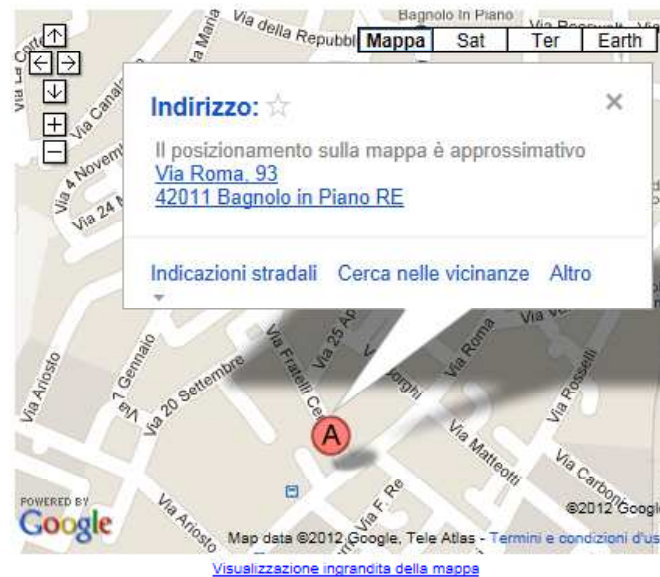 Bagnolo In Piano
Via della Repubbl
Mappa Sat Ter Earth
Indirizzo:
Il posizionamento sulla mappa è approssimativo
Via Roma, 93
42011 Bagnolo in Piano RE
Indicazioni stradali Cerca nelle vicinanze Altro
Via 4 Novem
Via 24
Via Canal
Via 25 Ap
Via Fratelli Ce
Via Roma
Via Rosselli
Via Ariosto
Via 1 Gennaio
Via 20 Settembre
A
Via Matteotti
Via Carboni
Via Ariosto
Via F. Re
POWERED BY
Google
©2012 Google
Map data ©2012 Google, Tele Atlas - Termini e condizioni d'us
Visualizzazione ingrandita della mappa